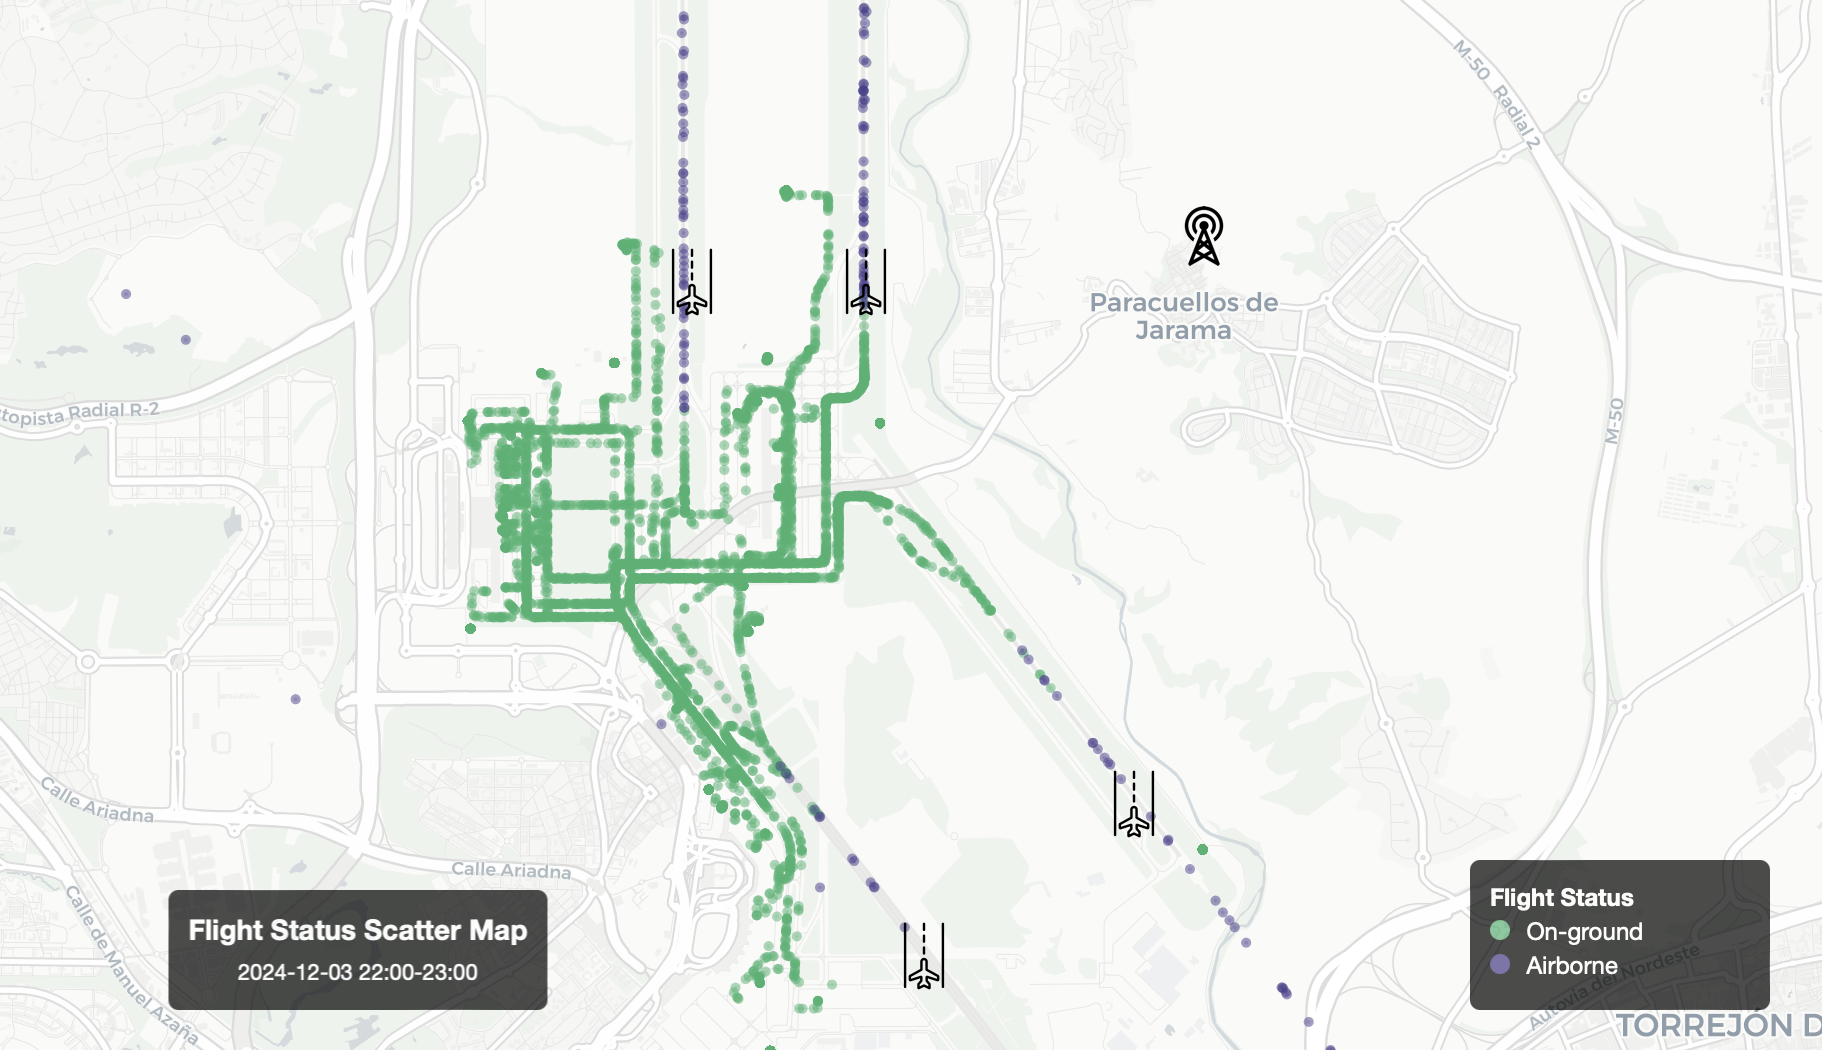 M-50
Radial 2
Paracuellos de
Jarama
topista Radial R-2
M-50
Calle Ariadna
Calle Ariadna
Calle de Manuel Azaña
Flight Status Scatter Map
2024-12-03 22:00-23:00
Flight Status
On-ground
Airborne
Autovía del Nordeste
TORREJÓN D